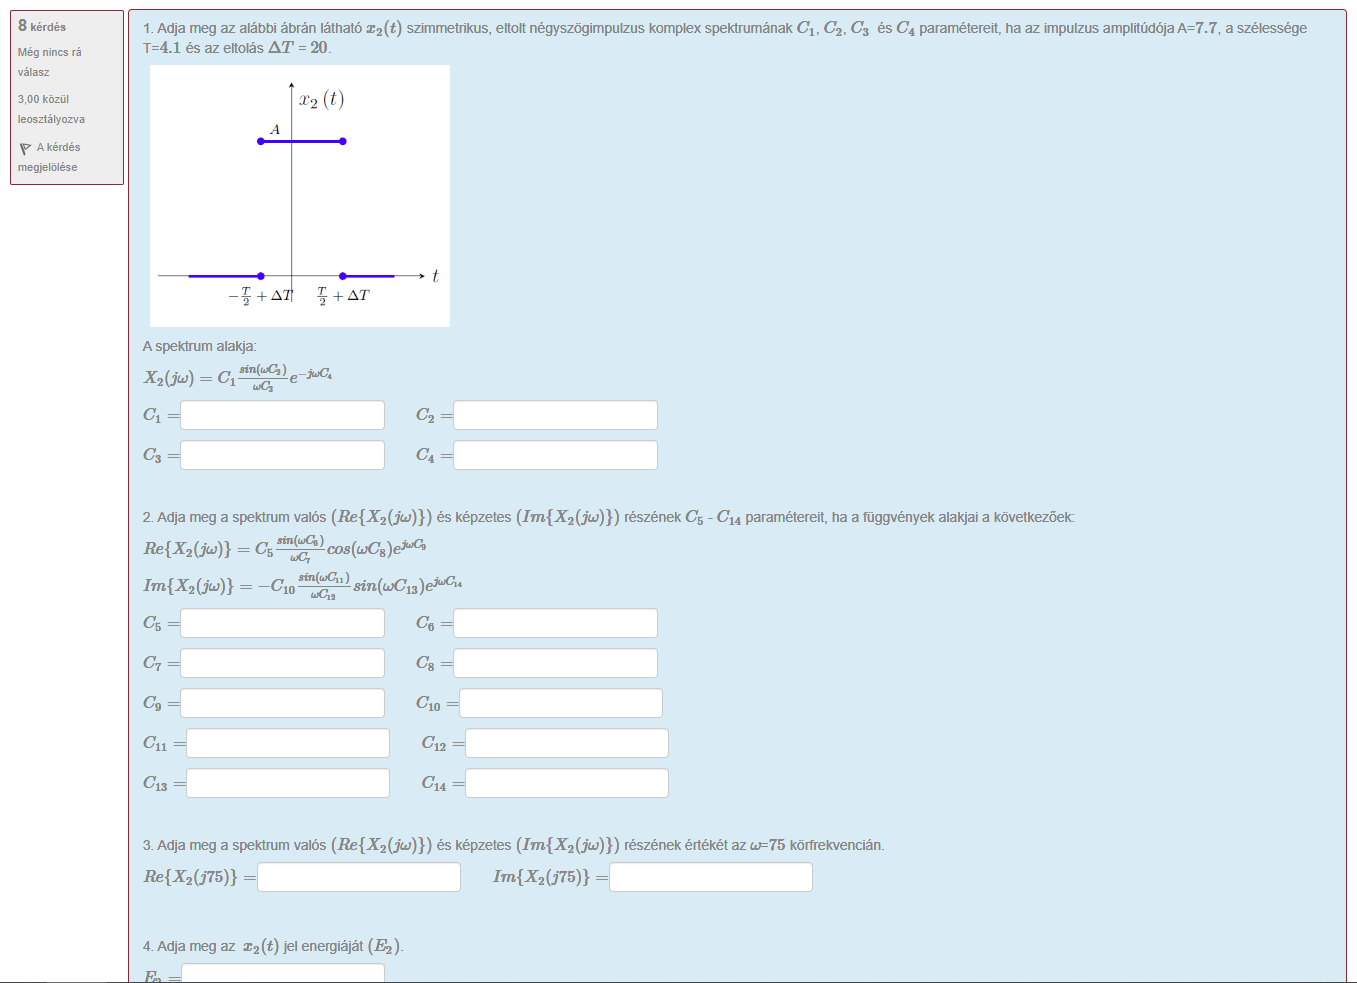 8 kérdés
Még nincs rá
válasz
3,00 közül
leosztályozva
A kérdés
megjelölése
1. Adja meg az alábbi ábrán látható x₂(t) szimmetrikus, eltolt négyszögimpulzus komplex spektrumának C₁, C₂, C₃ és C₄ paramétereit, ha az impulzus amplitúdója A=7.7, a szélessége
T=4.1 és az eltolás ΔT = 20.
x₂ (t)
A
t
−T/2 + ΔT T/2 + ΔT
A spektrum alakja:
X₂(jω) = C₁ sin(ωC₂)/ωC₃ e^(−jωC₄)
C₁ = C₂ =
C₃ = C₄ =
2. Adja meg a spektrum valós (Re{X₂(jω)}) és képzetes (Im{X₂(jω)}) részének C₅ - C₁₄ paramétereit, ha a függvények alakjai a következőek:
Re{X₂(jω)} = C₅ sin(ωC₆)/ωC₇ cos(ωC₈)e^(jωC₉)
Im{X₂(jω)} = −C₁₀ sin(ωC₁₁)/ωC₁₂ sin(ωC₁₃)e^(jωC₁₄)
C₅ = C₆ =
C₇ = C₈ =
C₉ = C₁₀ =
C₁₁ = C₁₂ =
C₁₃ = C₁₄ =
3. Adja meg a spektrum valós (Re{X₂(jω)}) és képzetes (Im{X₂(jω)}) részének értékét az ω=75 körfrekvencián.
Re{X₂(j75)} = Im{X₂(j75)} =
4. Adja meg az x₂(t) jel energiáját (E₂).
E₂ =